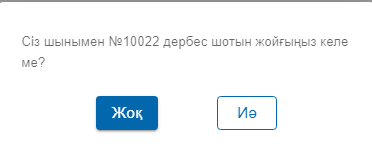 Сіз шынымен №10022 дербес шотын жойғыңыз келе
ме?
Жоқ
Иә